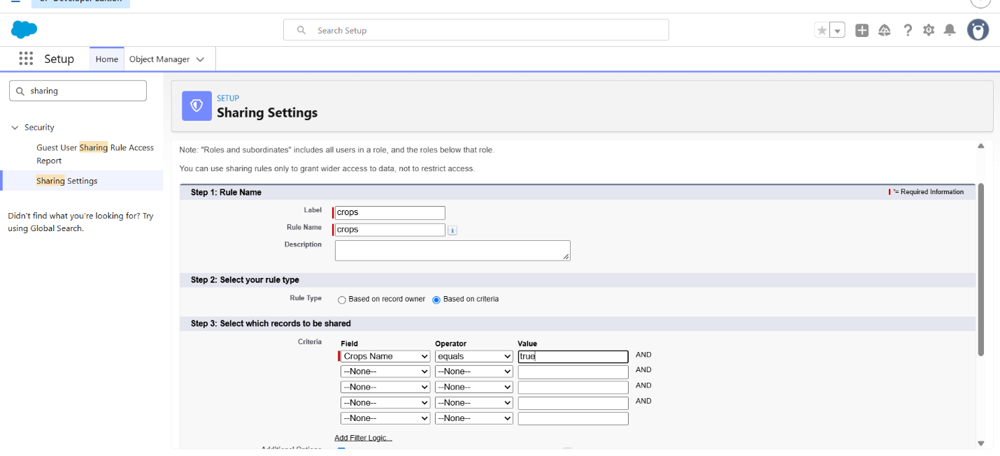 Developer Edition
Search Setup
Setup
Home
Object Manager
sharing
Security
Guest User Sharing Rule Access
Report
Sharing Settings
Didn't find what you're looking for? Try
using Global Search.
SETUP
Sharing Settings
Note: "Roles and subordinates" includes all users in a role, and the roles below that role.
You can use sharing rules only to grant wider access to data, not to restrict access.
Step 1: Rule Name
= Required Information
Label crops
Rule Name crops
Description
Step 2: Select your rule type
Rule Type Based on record owner Based on criteria
Step 3: Select which records to be shared
Criteria Field Operator Value
Crops Name equals true AND
--None-- --None-- AND
--None-- --None-- AND
--None-- --None-- AND
--None-- --None--
Add Filter Logic...
Additional Options